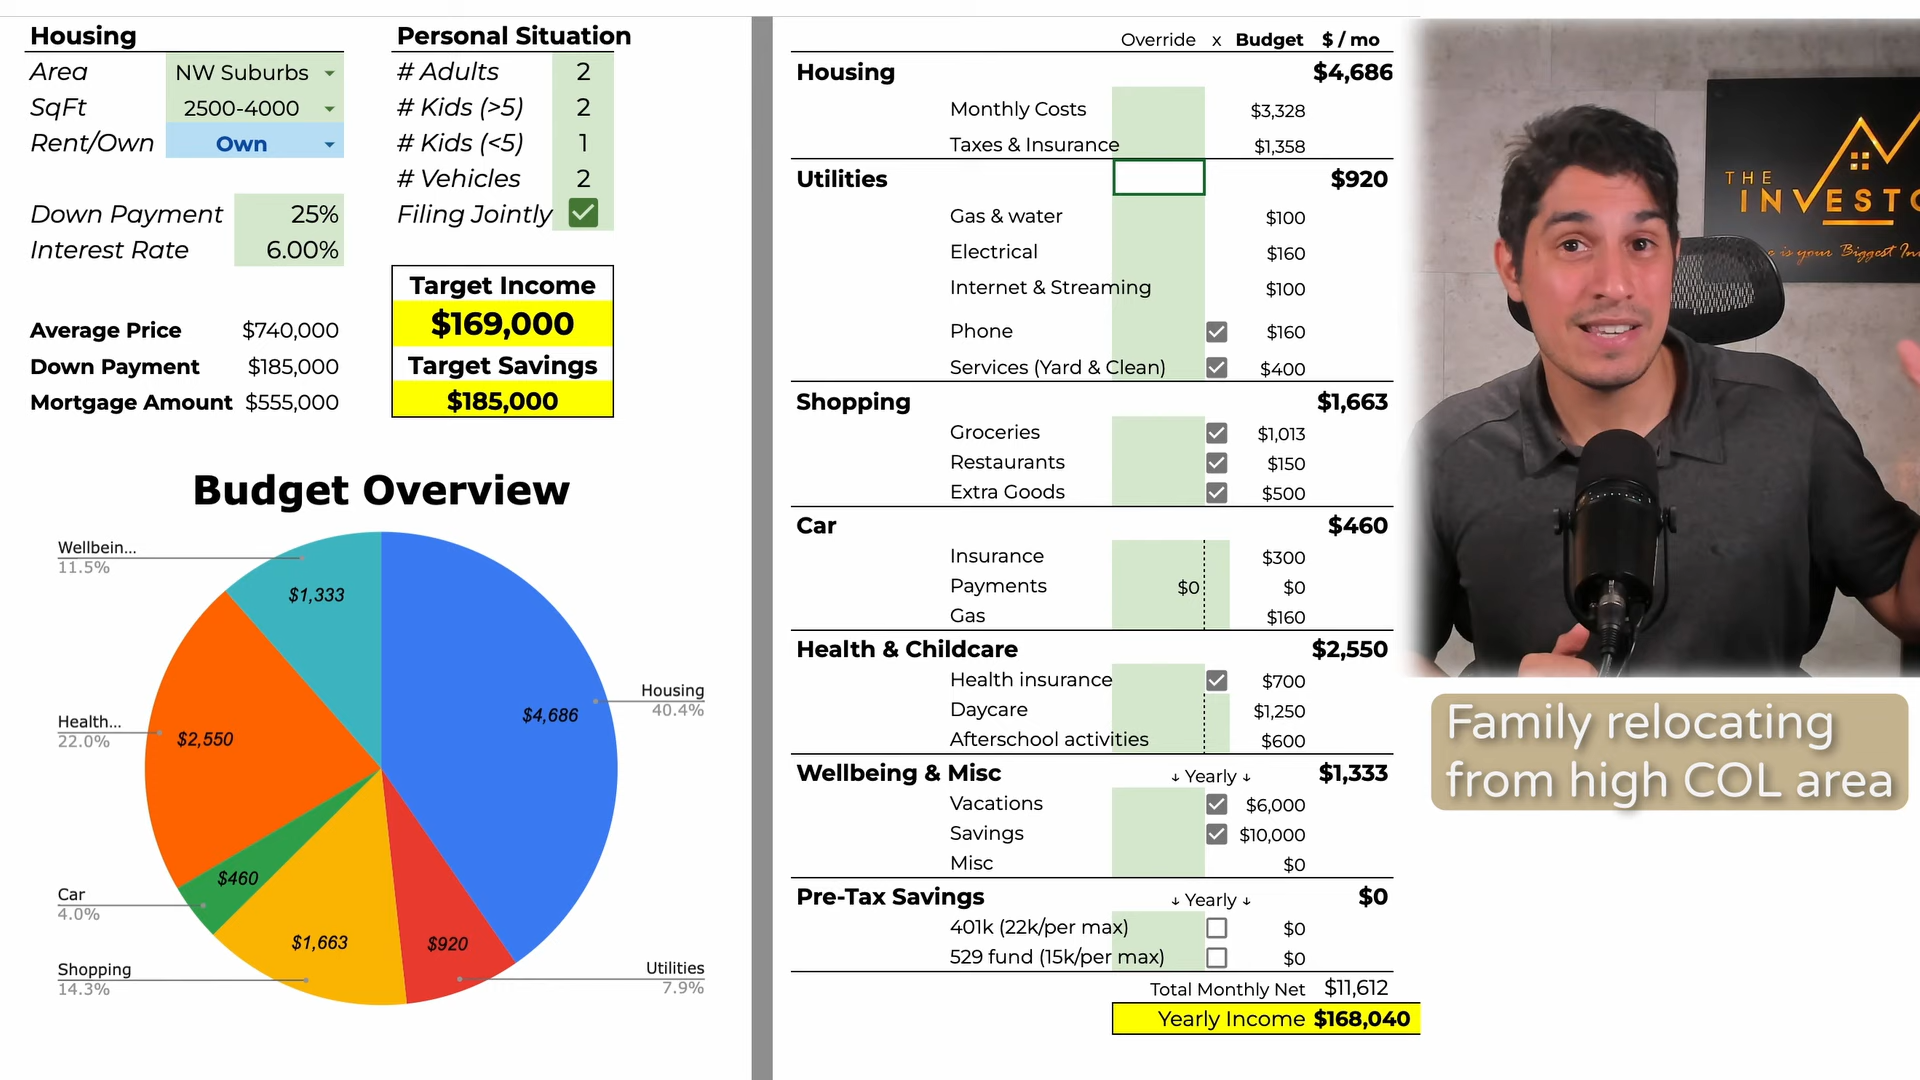 Housing
Area NW Suburbs
SqFt 2500-4000
Rent/Own Own
Down Payment 25%
Interest Rate 6.00%
Average Price $740,000
Down Payment $185,000
Mortgage Amount $555,000
Personal Situation
# Adults 2
# Kids (>5) 2
# Kids (<5) 1
# Vehicles 2
Filing Jointly
Target Income
$169,000
Target Savings
$185,000
Budget Overview
Wellbein...
11.5%
$1,333
Health...
22.0%
$2,550
Housing
40.4%
$4,686
Car
4.0%
$460
Shopping
14.3%
$1,663
$920
Utilities
7.9%
Override x Budget $ / mo
Housing $4,686
Monthly Costs $3,328
Taxes & Insurance $1,358
Utilities $920
Gas & water $100
Electrical $160
Internet & Streaming $100
Phone $160
Services (Yard & Clean) $400
Shopping $1,663
Groceries $1,013
Restaurants $150
Extra Goods $500
Car $460
Insurance $300
Payments $0 $0
Gas $160
Health & Childcare $2,550
Health insurance $700
Daycare $1,250
Afterschool activities $600
Wellbeing & Misc ↓ Yearly ↓ $1,333
Vacations $6,000
Savings $10,000
Misc $0
Pre-Tax Savings ↓ Yearly ↓ $0
401k (22k/per max) $0
529 fund (15k/per max) $0
Total Monthly Net $11,612
Yearly Income $168,040
THE
INVESTO
is your Biggest In
Family relocating
from high COL area